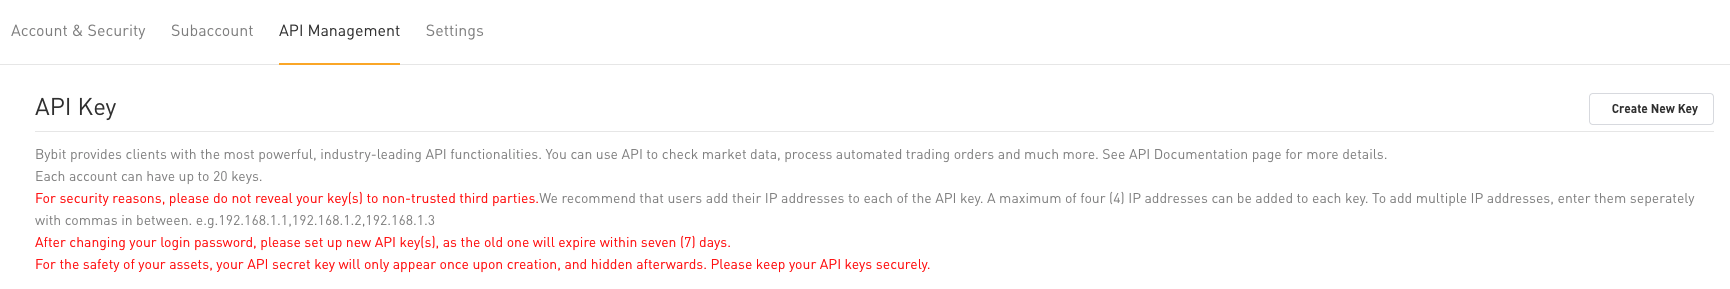 Account & Security Subaccount API Management Settings
API Key
Create New Key
Bybit provides clients with the most powerful, industry-leading API functionalities. You can use API to check market data, process automated trading orders and much more. See API Documentation page for more details.
Each account can have up to 20 keys.
For security reasons, please do not reveal your key(s) to non-trusted third parties.We recommend that users add their IP addresses to each of the API key. A maximum of four (4) IP addresses can be added to each key. To add multiple IP addresses, enter them seperately
with commas in between. e.g.192.168.1.1,192.168.1.2,192.168.1.3
After changing your login password, please set up new API key(s), as the old one will expire within seven (7) days.
For the safety of your assets, your API secret key will only appear once upon creation, and hidden afterwards. Please keep your API keys securely.